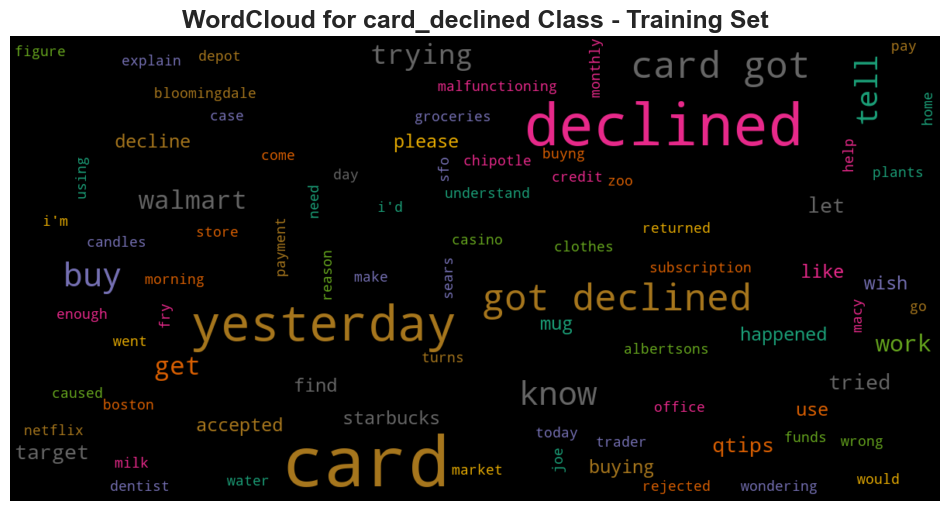 WordCloud for card_declined Class - Training Set
figure
explain
depot
trying
monthly
card got
pay
tell
home
bloomingdale
malfunctioning
case
groceries
declined
decline
please
come
sfo
chipotle
buyng
credit
zoo
help
plants
using
day
need
understand
walmart
i'd
let
i'm
candles
store
payment
reason
casino
clothes
returned
buy
morning
make
sears
subscription
like
wish
enough
fry
yesterday
got declined
mug
happened
macy
go
went
get
turns
albertsons
work
caused
boston
find
know
office
tried
use
netflix
accepted
starbucks
target
milk
dentist
water
card
market
today
joe
trader
buying
qtips
funds
wrong
rejected
wondering
would